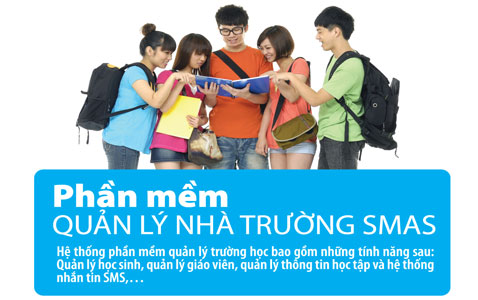 Phần mềm
QUẢN LÝ NHÀ TRƯỜNG SMAS
Hệ thống phần mềm quản lý trường học bao gồm những tính năng sau:
Quản lý học sinh, quản lý giáo viên, quản lý thông tin học tập và hệ thống
nhắn tin SMS,...